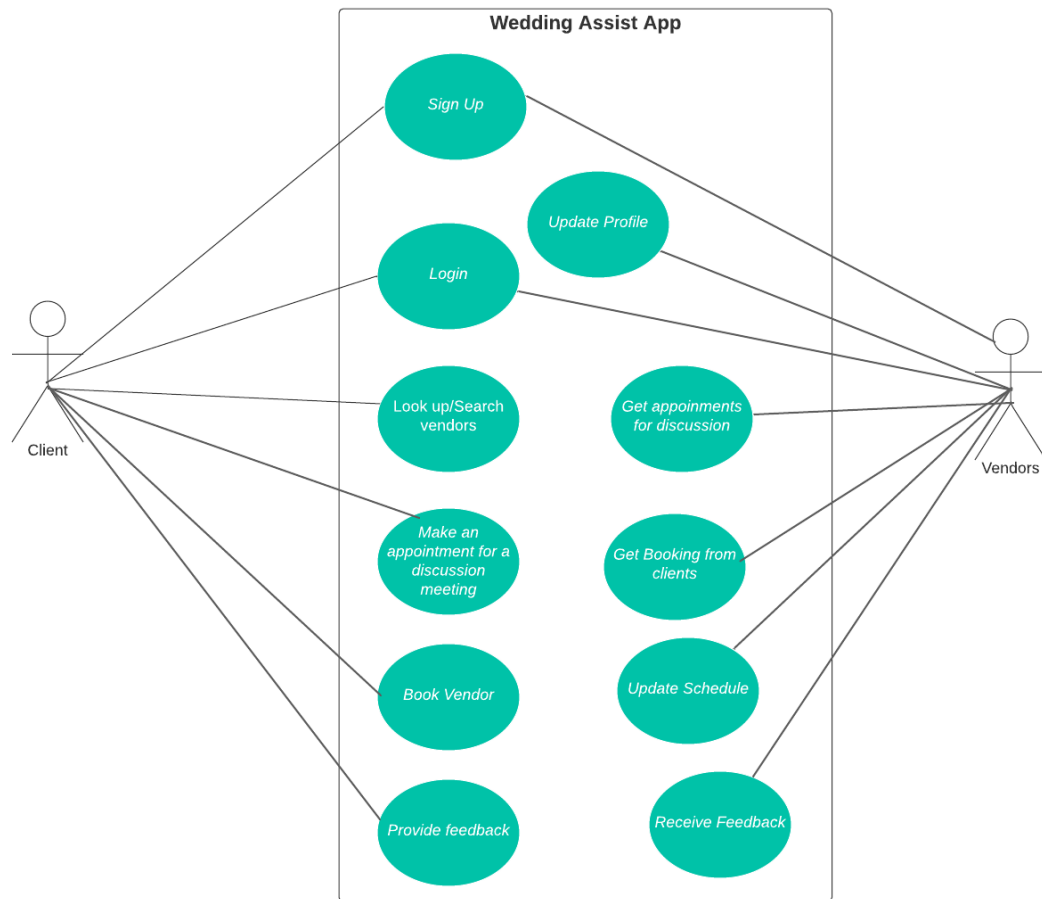 Wedding Assist App
Sign Up
Update Profile
Login
Look up/Search
vendors
Get appoinments
for discussion
Client
Vendors
Make an
appointment for a
discussion
meeting
Get Booking from
clients
Book Vendor
Update Schedule
Provide feedback
Receive Feedback